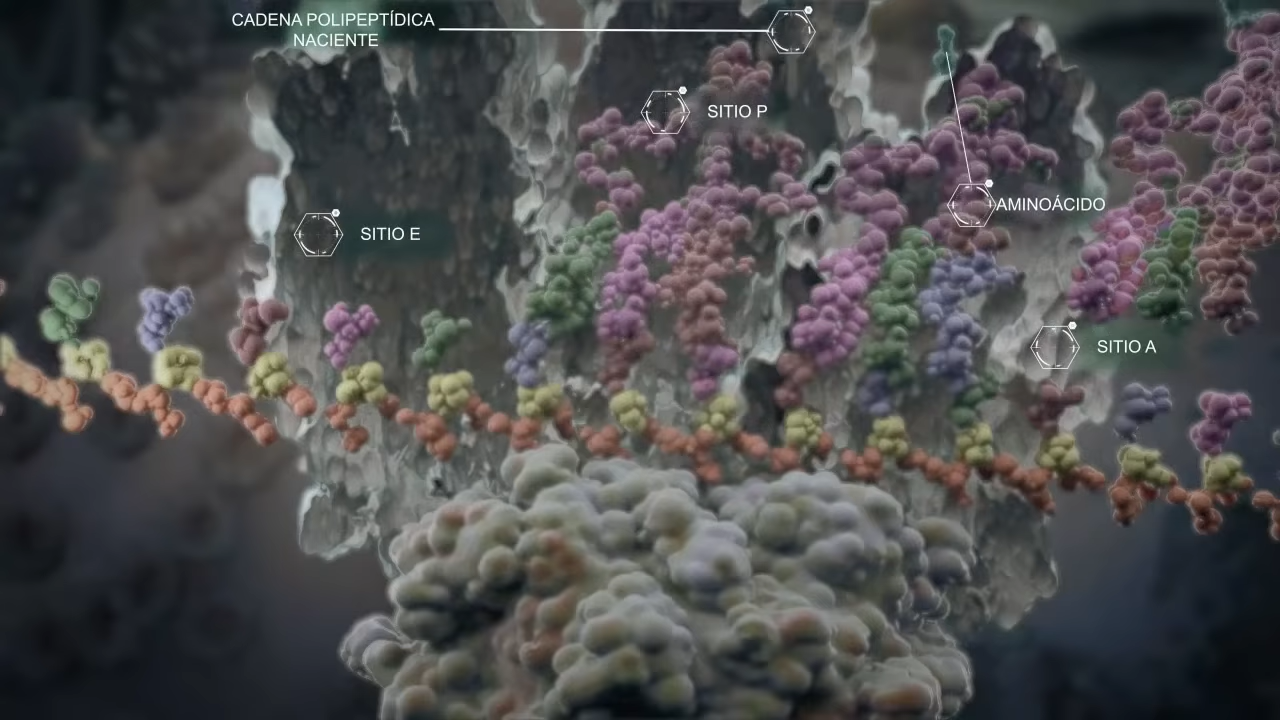 CADENA POLIPEPTÍDICA
NACIENTE
SITIO P
AMINOÁCIDO
SITIO E
SITIO A